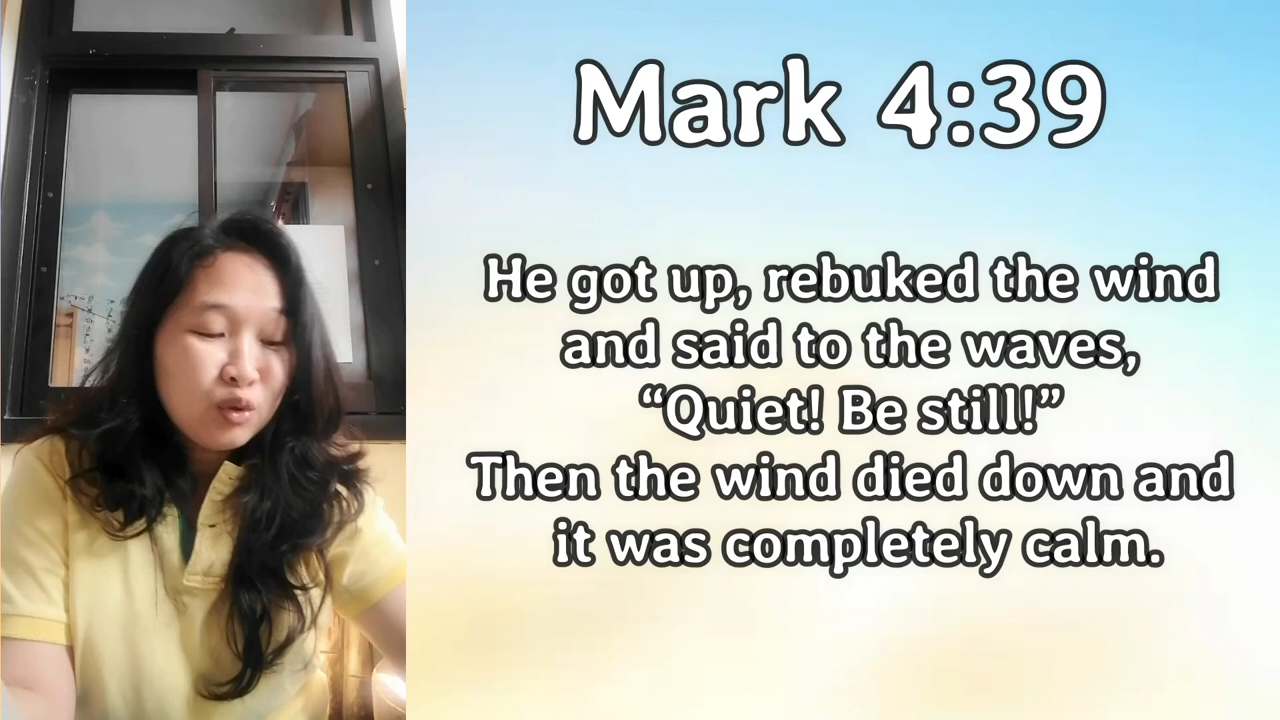 Mark 4:39
He got up, rebuked the wind
and said to the waves,
“Quiet! Be still!”
Then the wind died down and
it was completely calm.